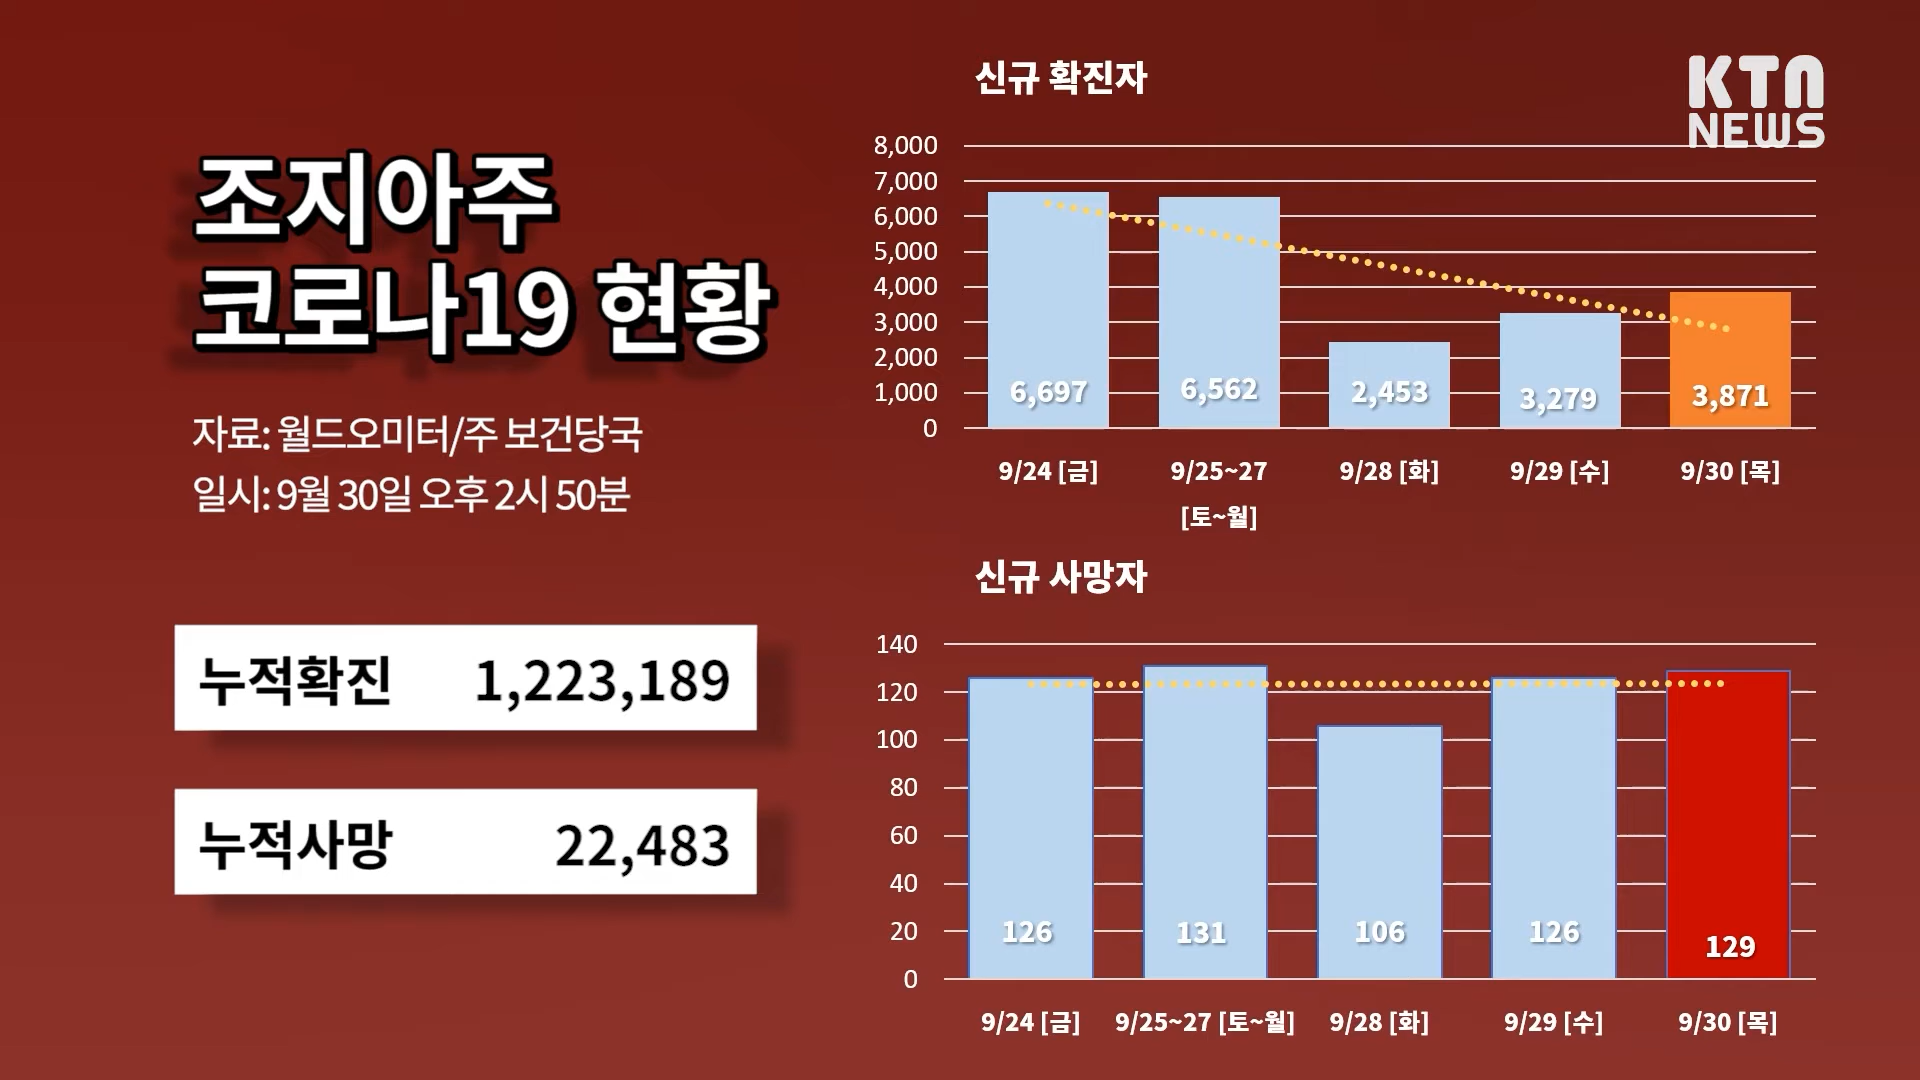 조지아주
코로나19 현황
자료: 월드오미터/주 보건당국
일시: 9월 30일 오후 2시 50분
누적확진 1,223,189
누적사망 22,483
KTN
NEWS
신규 확진자
8,000
7,000
6,000
5,000
4,000
3,000
2,000
1,000
0
6,697 6,562 2,453 3,279 3,871
9/24 [금] 9/25~27 9/28 [화] 9/29 [수] 9/30 [목]
[토~월]
신규 사망자
140
120
100
80
60
40
20
0
126 131 106 126 129
9/24 [금] 9/25~27 [토~월] 9/28 [화] 9/29 [수] 9/30 [목]